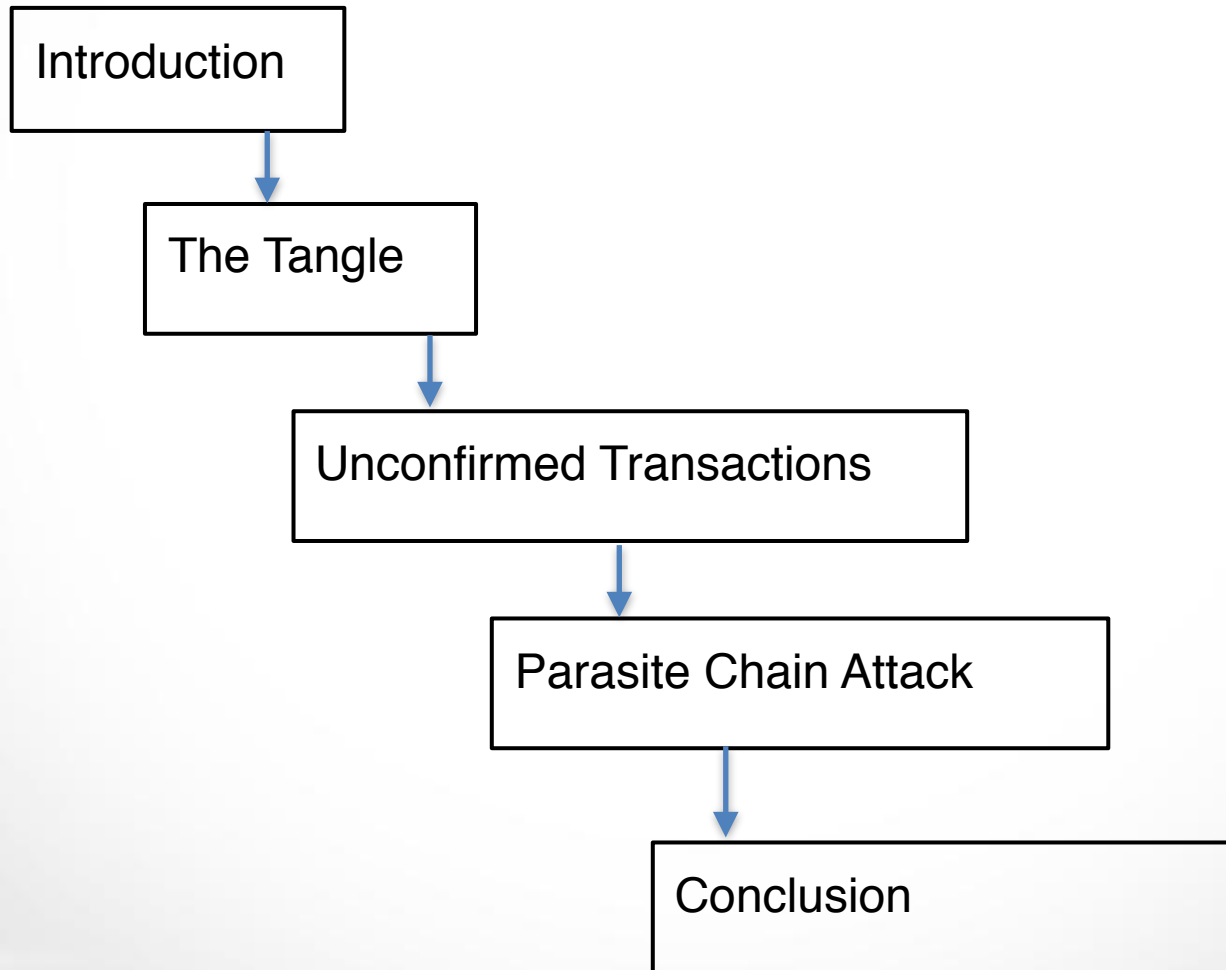 Introduction
The Tangle
Unconfirmed Transactions
Parasite Chain Attack
Conclusion